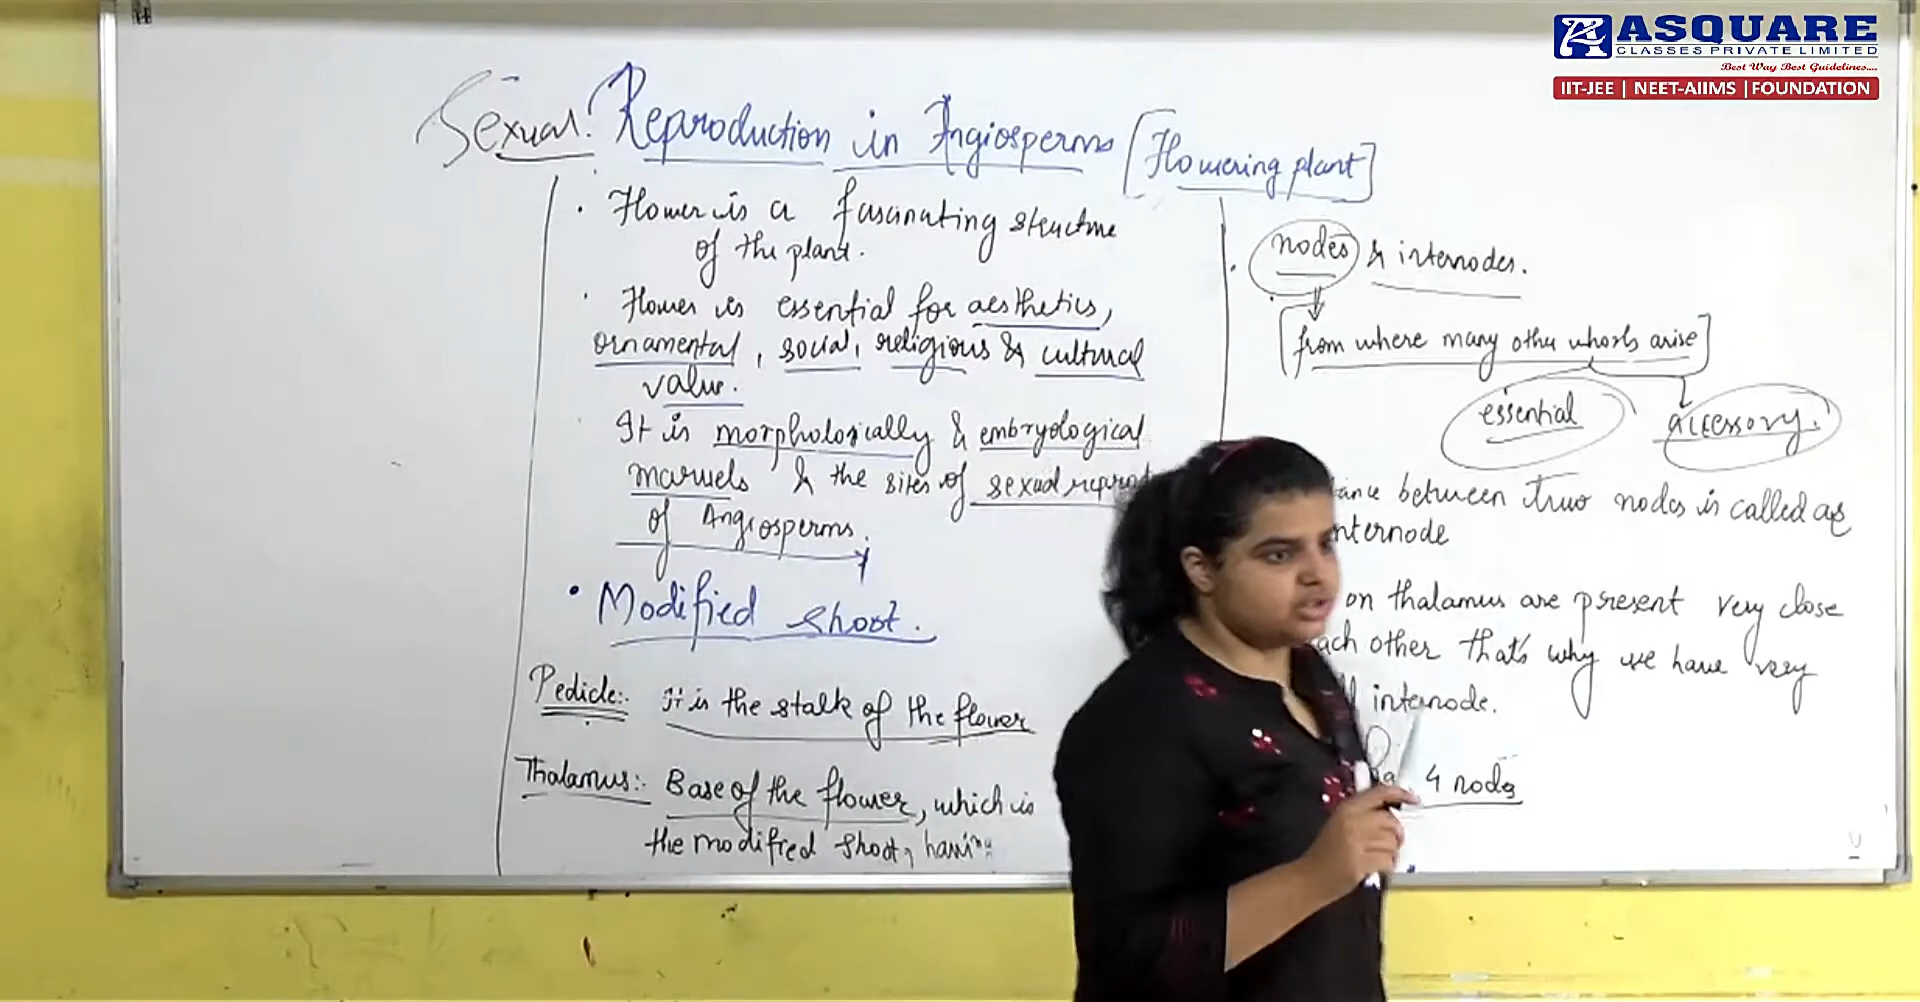 ASQUARE
CLASSES PRIVATE LIMITED
Best Way Best Guidelines....
IIT-JEE | NEET-AIIMS | FOUNDATION
Sexual Reproduction in Angiosperms [Flowering plant]
• Flower is a fascinating structure
of the plant.
• Flower is essential for aesthetics,
ornamental, social, religious & cultural
value.
It is morphologically & embryological
marvels & the sites of sexual reprod
of Angiosperms.
• Modified shoot.
Pedicle:- it is the stalk of the flower
Thalamus:- Base of the flower, which is
the modified shoot, having
• nodes & internodes.
[from where many other whorls arise]
essential accessory.
between two nodes is called as
internode
on thalamus are present very close
each other that's why we have very
internode.
4 nodes